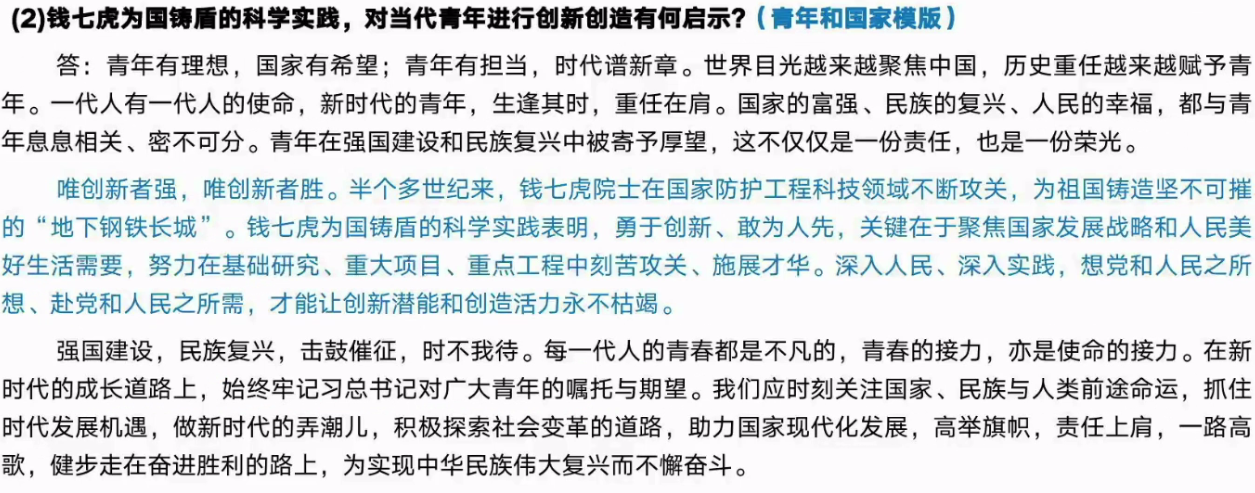 (2)钱七虎为国铸盾的科学实践，对当代青年进行创新创造有何启示？（青年和国家模版）
答：青年有理想，国家有希望；青年有担当，时代谱新章。世界目光越来越聚焦中国，历史重任越来越赋予青
年。一代人有一代人的使命，新时代的青年，生逢其时，重任在肩。国家的富强、民族的复兴、人民的幸福，都与青
年息息相关、密不可分。青年在强国建设和民族复兴中被寄予厚望，这不仅仅是一份责任，也是一份荣光。
唯创新者强，唯创新者胜。半个多世纪来，钱七虎院士在国家防护工程科技领域不断攻关，为祖国铸造坚不可摧
的“地下钢铁长城”。钱七虎为国铸盾的科学实践表明，勇于创新、敢为人先，关键在于聚焦国家发展战略和人民美
好生活需要，努力在基础研究、重大项目、重点工程中刻苦攻关、施展才华。深入人民、深入实践，想党和人民之所
想、赴党和人民之所需，才能让创新潜能和创造活力永不枯竭。
强国建设，民族复兴，击鼓催征，时不我待。每一代人的青春都是不凡的，青春的接力，亦是使命的接力。在新
时代的成长道路上，始终牢记习总书记对广大青年的嘱托与期望。我们应时刻关注国家、民族与人类前途命运，抓住
时代发展机遇，做新时代的弄潮儿，积极探索社会变革的道路，助力国家现代化发展，高举旗帜，责任上肩，一路高
歌，健步走在奋进胜利的路上，为实现中华民族伟大复兴而不懈奋斗。